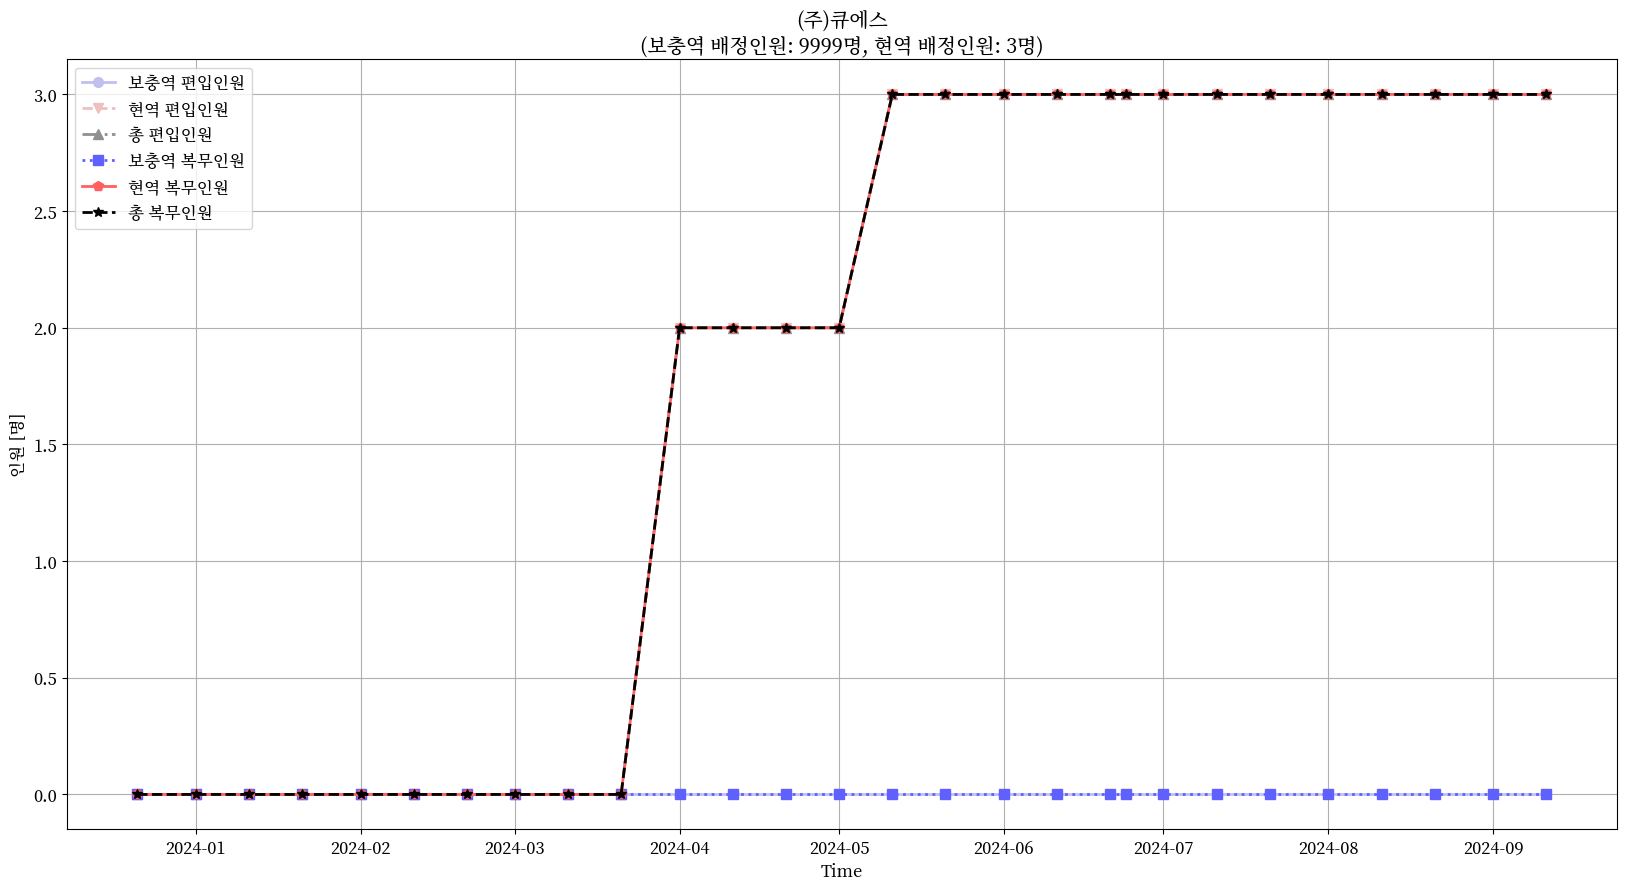 (주)큐에스
(보충역 배정인원: 9999명, 현역 배정인원: 3명)
보충역 편입인원
현역 편입인원
총 편입인원
보충역 복무인원
현역 복무인원
총 복무인원
3.0
2.5
2.0
1.5
1.0
0.5
0.0
인원 [명]
2024-01
2024-02
2024-03
2024-04
2024-05
2024-06
2024-07
2024-08
2024-09
Time